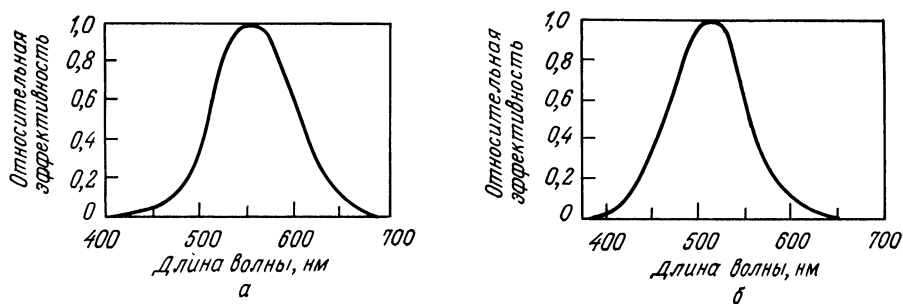 Относительная
эффективность
1,0
0,8
0,6
0,4
0,2
0
400
500
600
700
Длина волны, нм
а
Относительная
эффективность
1,0
0,8
0,6
0,4
0,2
0
400
500
600
700
Длина волны, нм
б